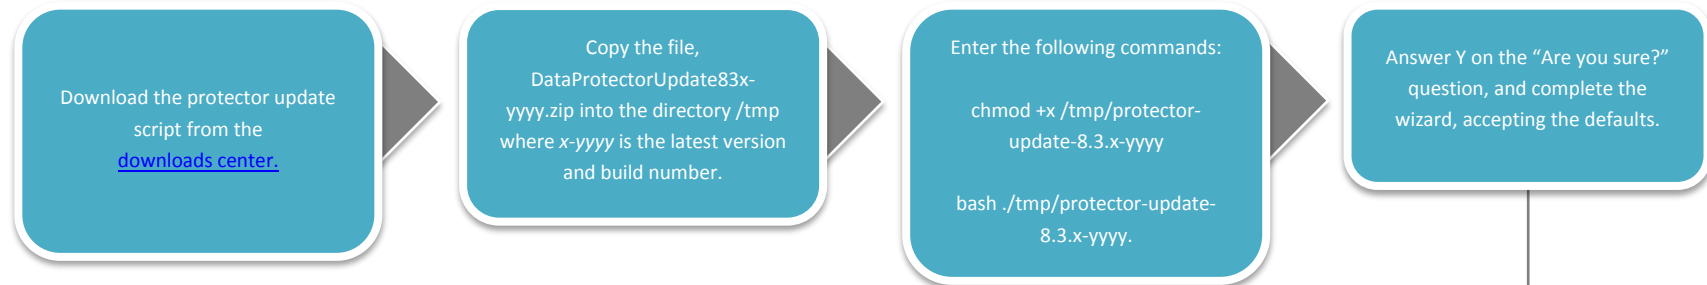 Download the protector update
script from the
downloads center.
Copy the file,
DataProtectorUpdate83x-
yyyy.zip into the directory /tmp
where x-yyyy is the latest version
and build number.
Enter the following commands:
chmod +x /tmp/protector-
update-8.3.x-yyyy
bash ./tmp/protector-update-
8.3.x-yyyy.
Answer Y on the “Are you sure?”
question, and complete the
wizard, accepting the defaults.